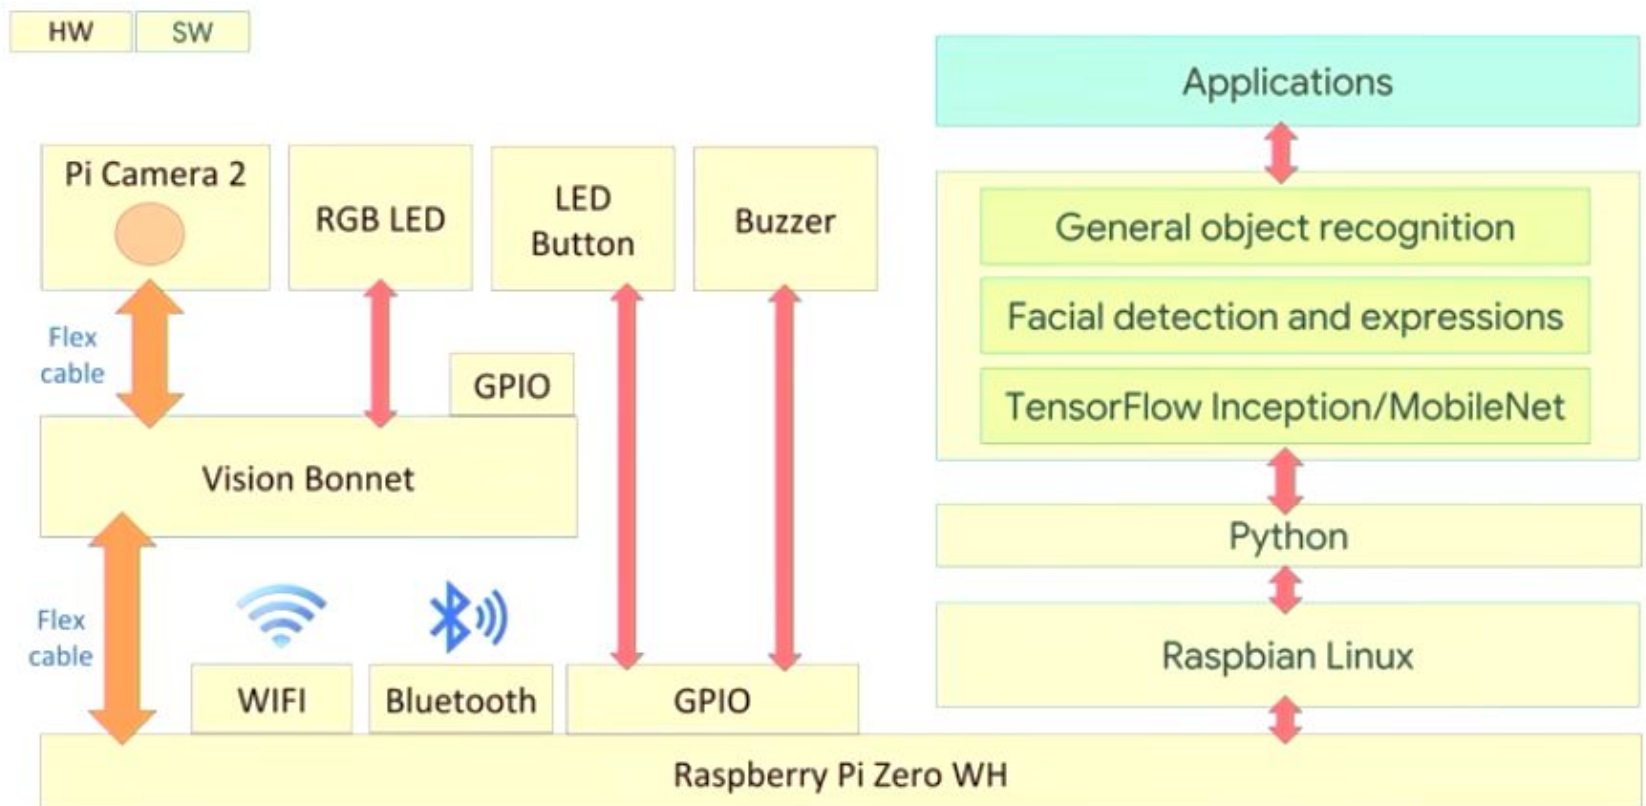 HW
SW
Applications
Pi Camera 2
RGB LED
LED
Button
Buzzer
General object recognition
Facial detection and expressions
TensorFlow Inception/MobileNet
Flex
cable
GPIO
Vision Bonnet
Python
Flex
cable
WIFI
Bluetooth
GPIO
Raspbian Linux
Raspberry Pi Zero WH